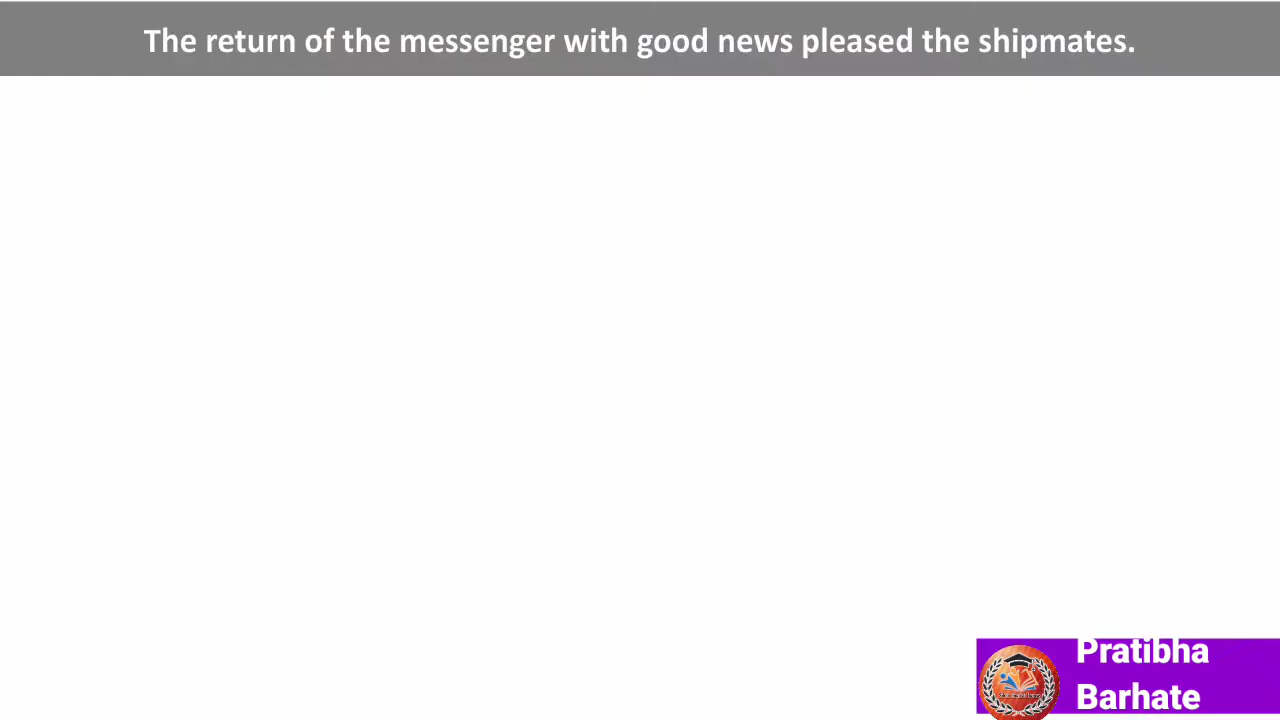 The return of the messenger with good news pleased the shipmates.
Pratibha
Barhate